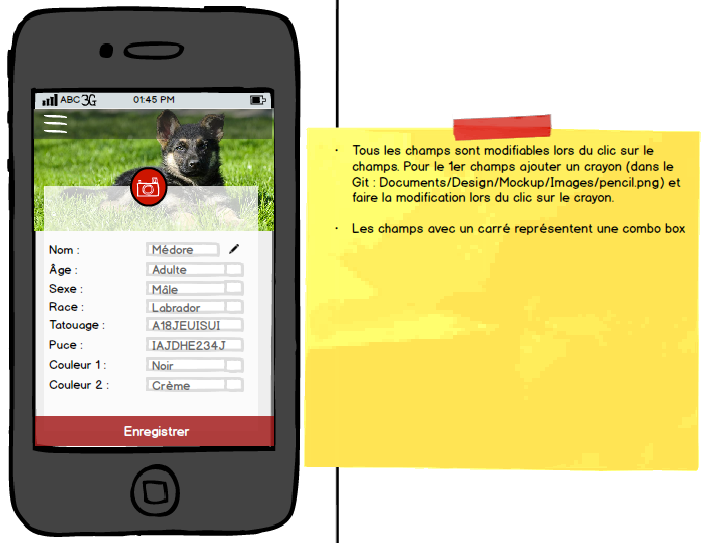 ABC 3G 01:45 PM
Nom : Médore
Âge : Adulte
Sexe : Mâle
Race : Labrador
Tatouage : A18JEUISUI
Puce : IAJDHE234J
Couleur 1 : Noir
Couleur 2 : Crème
Enregistrer
· Tous les champs sont modifiables lors du clic sur le
champs. Pour le 1er champs ajouter un crayon (dans le
Git : Documents/Design/Mockup/Images/pencil.png) et
faire la modification lors du clic sur le crayon.
· Les champs avec un carré représentent une combo box